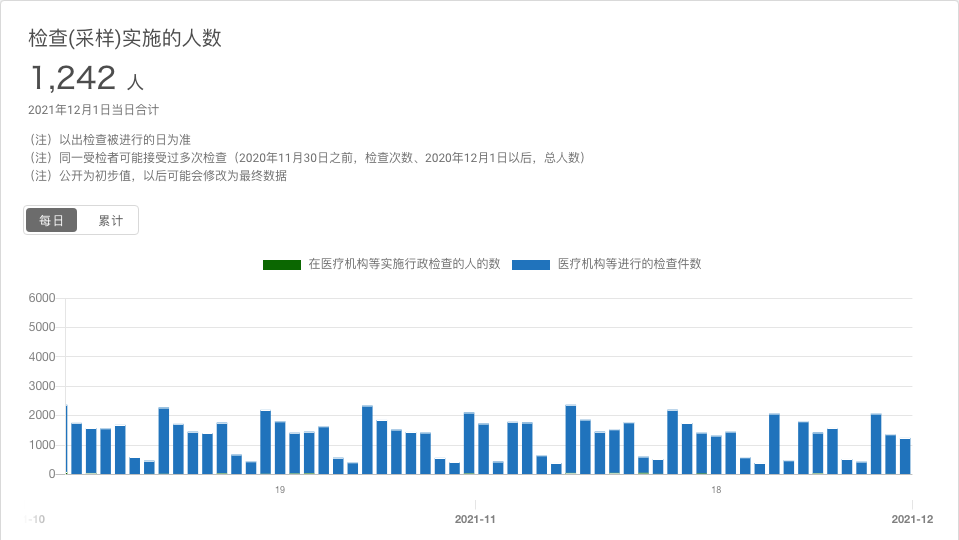 检查(采样)实施的人数
1,242 人
2021年12月1日当日合计
（注）以出检查被进行的日为准
（注）同一受检者可能接受过多次检查（2020年11月30日之前，检查次数、2020年12月1日以后，总人数）
（注）公开为初步值，以后可能会修改为最终数据
每日 累计
在医疗机构等实施行政检查的人的数 医疗机构等进行的检查件数
6000
5000
4000
3000
2000
1000
0
19 18
-10 2021-11 2021-12